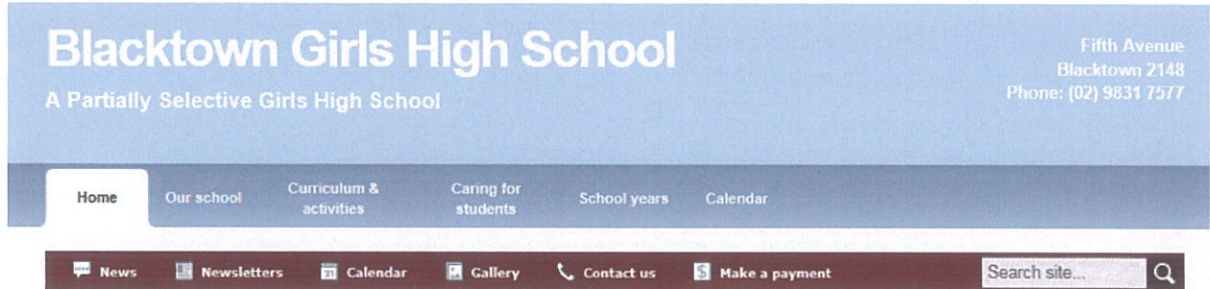 Blacktown Girls High School
A Partially Selective Girls High School
Fifth Avenue
Blacktown 2148
Phone: (02) 9831 7577
Home
Our school
Curriculum &
activities
Caring for
students
School years
Calendar
News
Newsletters
31
Calendar
Gallery
Contact us
$ Make a payment
Search site...